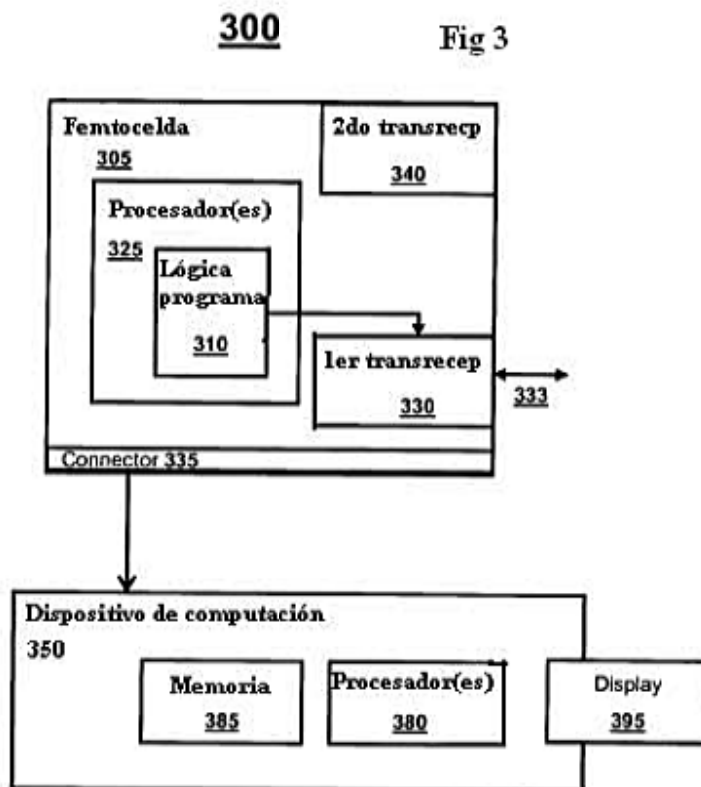 300 Fig 3
Femtocelda
305
2do transrecp
340
Procesador(es)
325
Lógica
programa
310
1er transrecep
330
333
Connector 335
Dispositivo de computación
350
Memoria
385
Procesador(es)
380
Display
395